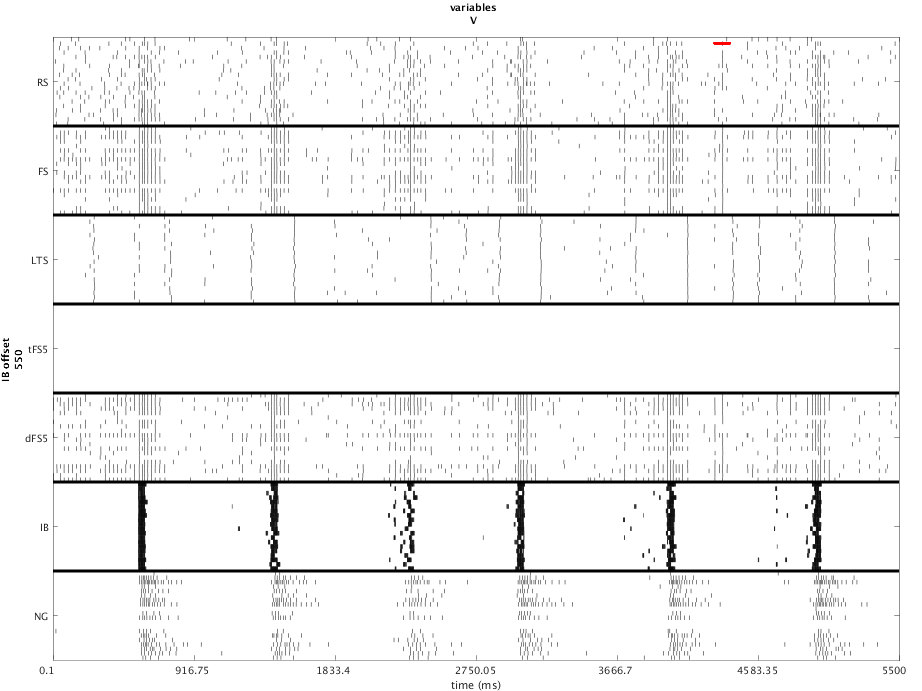 variables
V
RS
FS
LTS
tFS5
dFS5
IB
NG
IB offset
550
0.1 916.75 1833.4 2750.05 3666.7 4583.35 5500
time (ms)